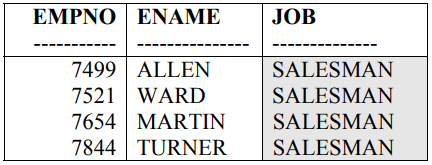 EMPNO ENAME JOB
----------- --------------- --------------
7499 ALLEN SALESMAN
7521 WARD SALESMAN
7654 MARTIN SALESMAN
7844 TURNER SALESMAN